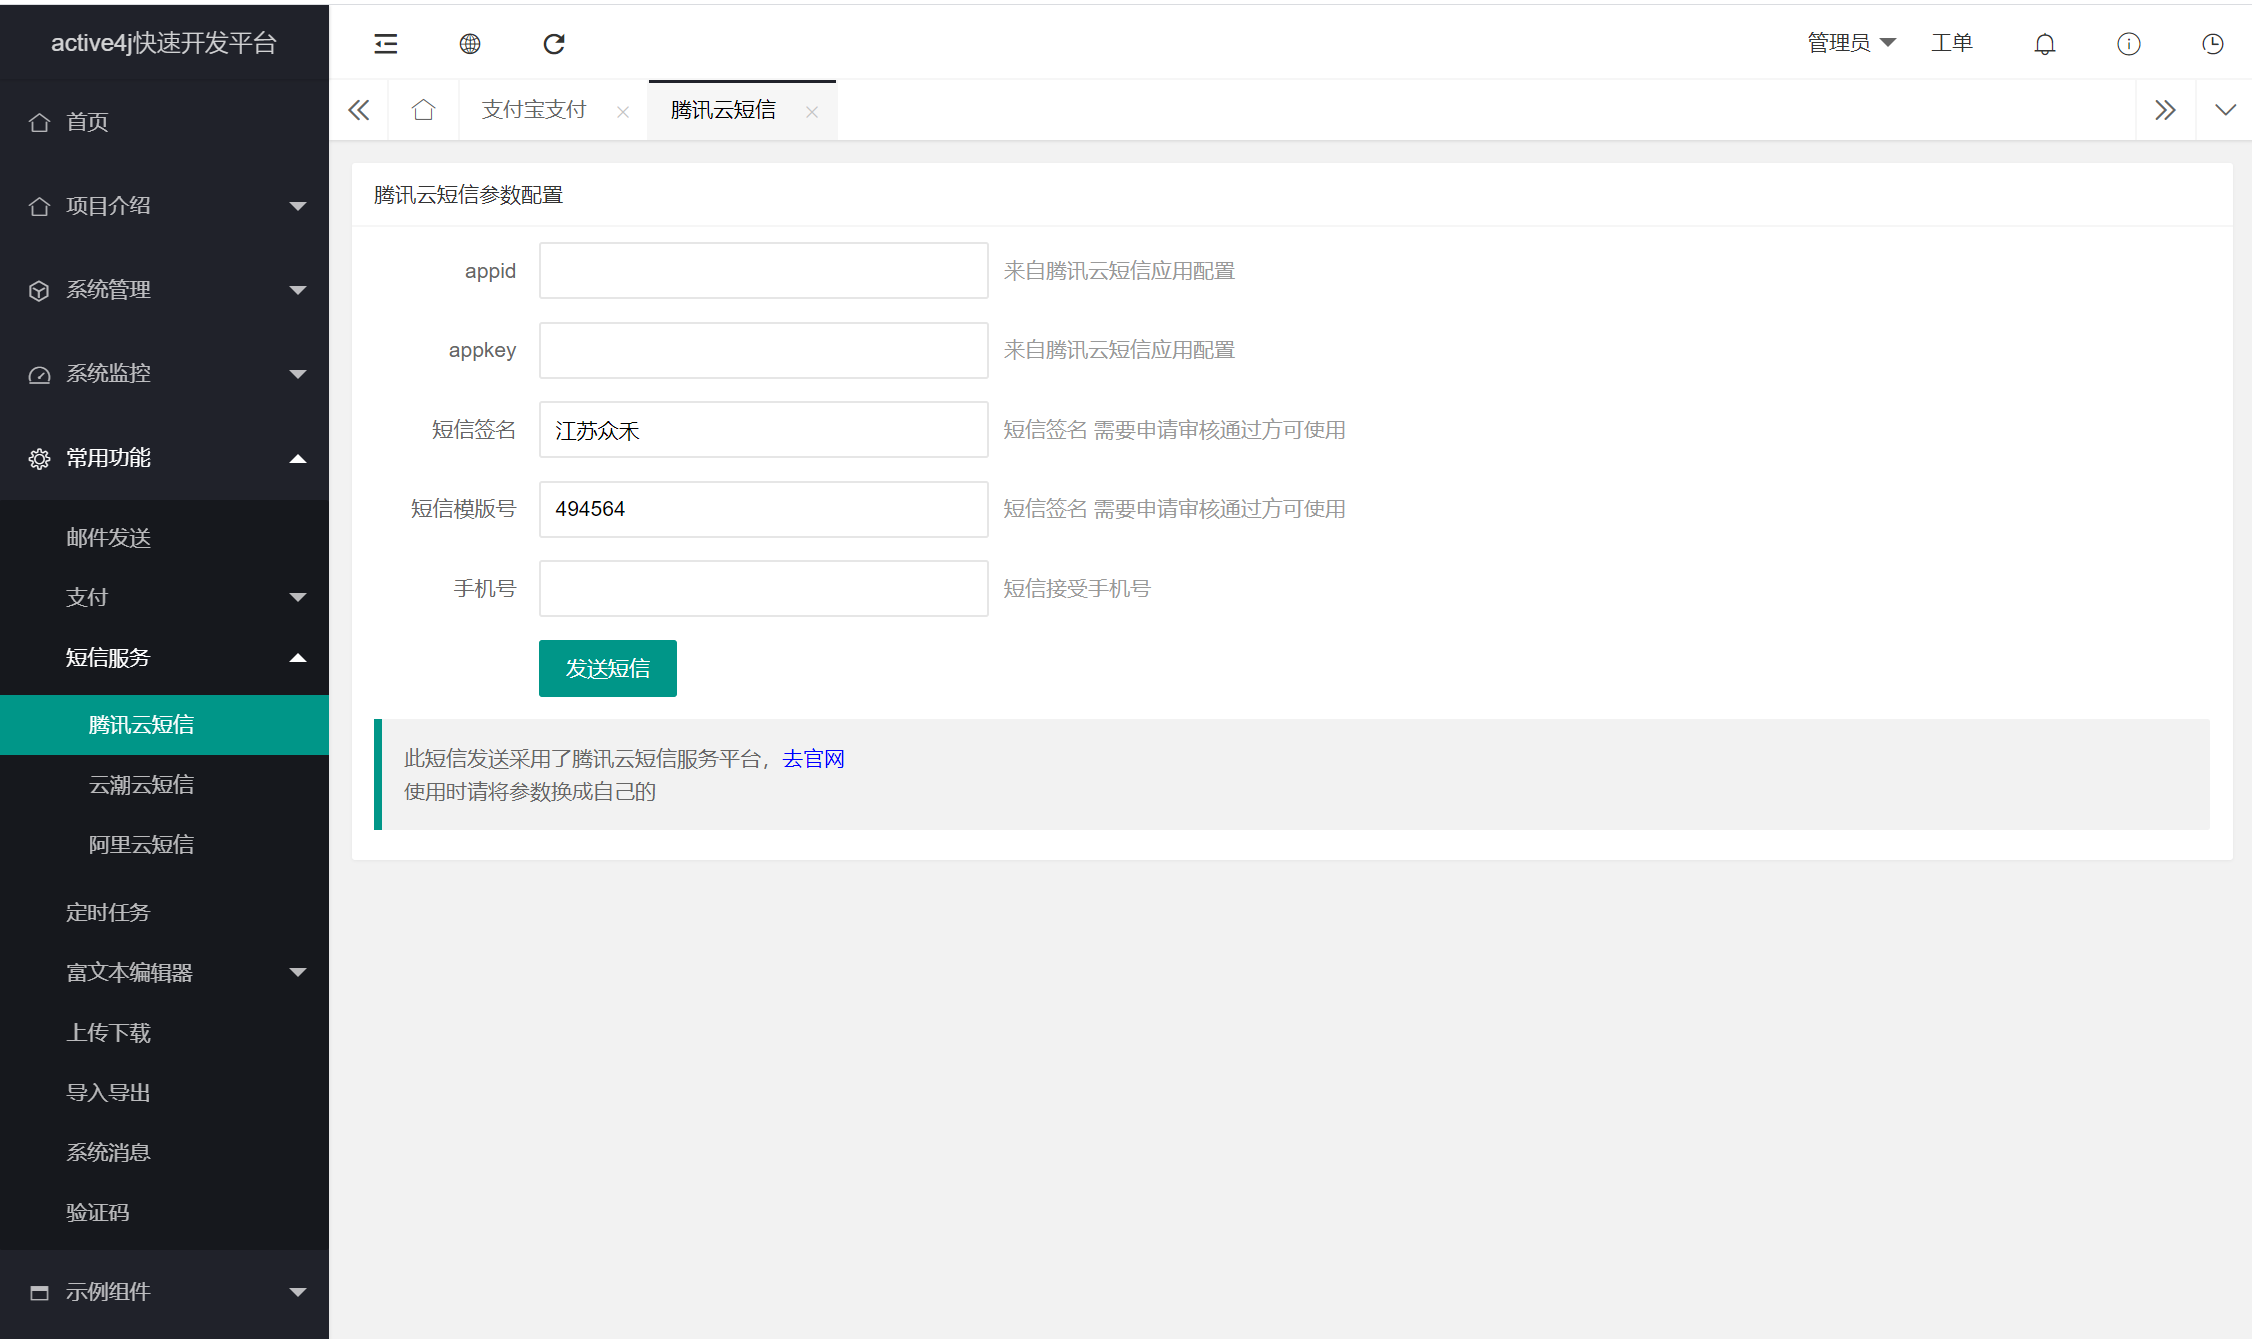 active4j快速开发平台
首页
项目介绍
系统管理
系统监控
常用功能
邮件发送
支付
短信服务
腾讯云短信
云潮云短信
阿里云短信
定时任务
富文本编辑器
上传下载
导入导出
系统消息
验证码
示例组件
管理员 工单
支付宝支付 腾讯云短信
腾讯云短信参数配置
appid 来自腾讯云短信应用配置
appkey 来自腾讯云短信应用配置
短信签名 江苏众禾 短信签名 需要申请审核通过方可使用
短信模版号 494564 短信签名 需要申请审核通过方可使用
手机号 短信接受手机号
发送短信
此短信发送采用了腾讯云短信服务平台，去官网
使用时请将参数换成自己的